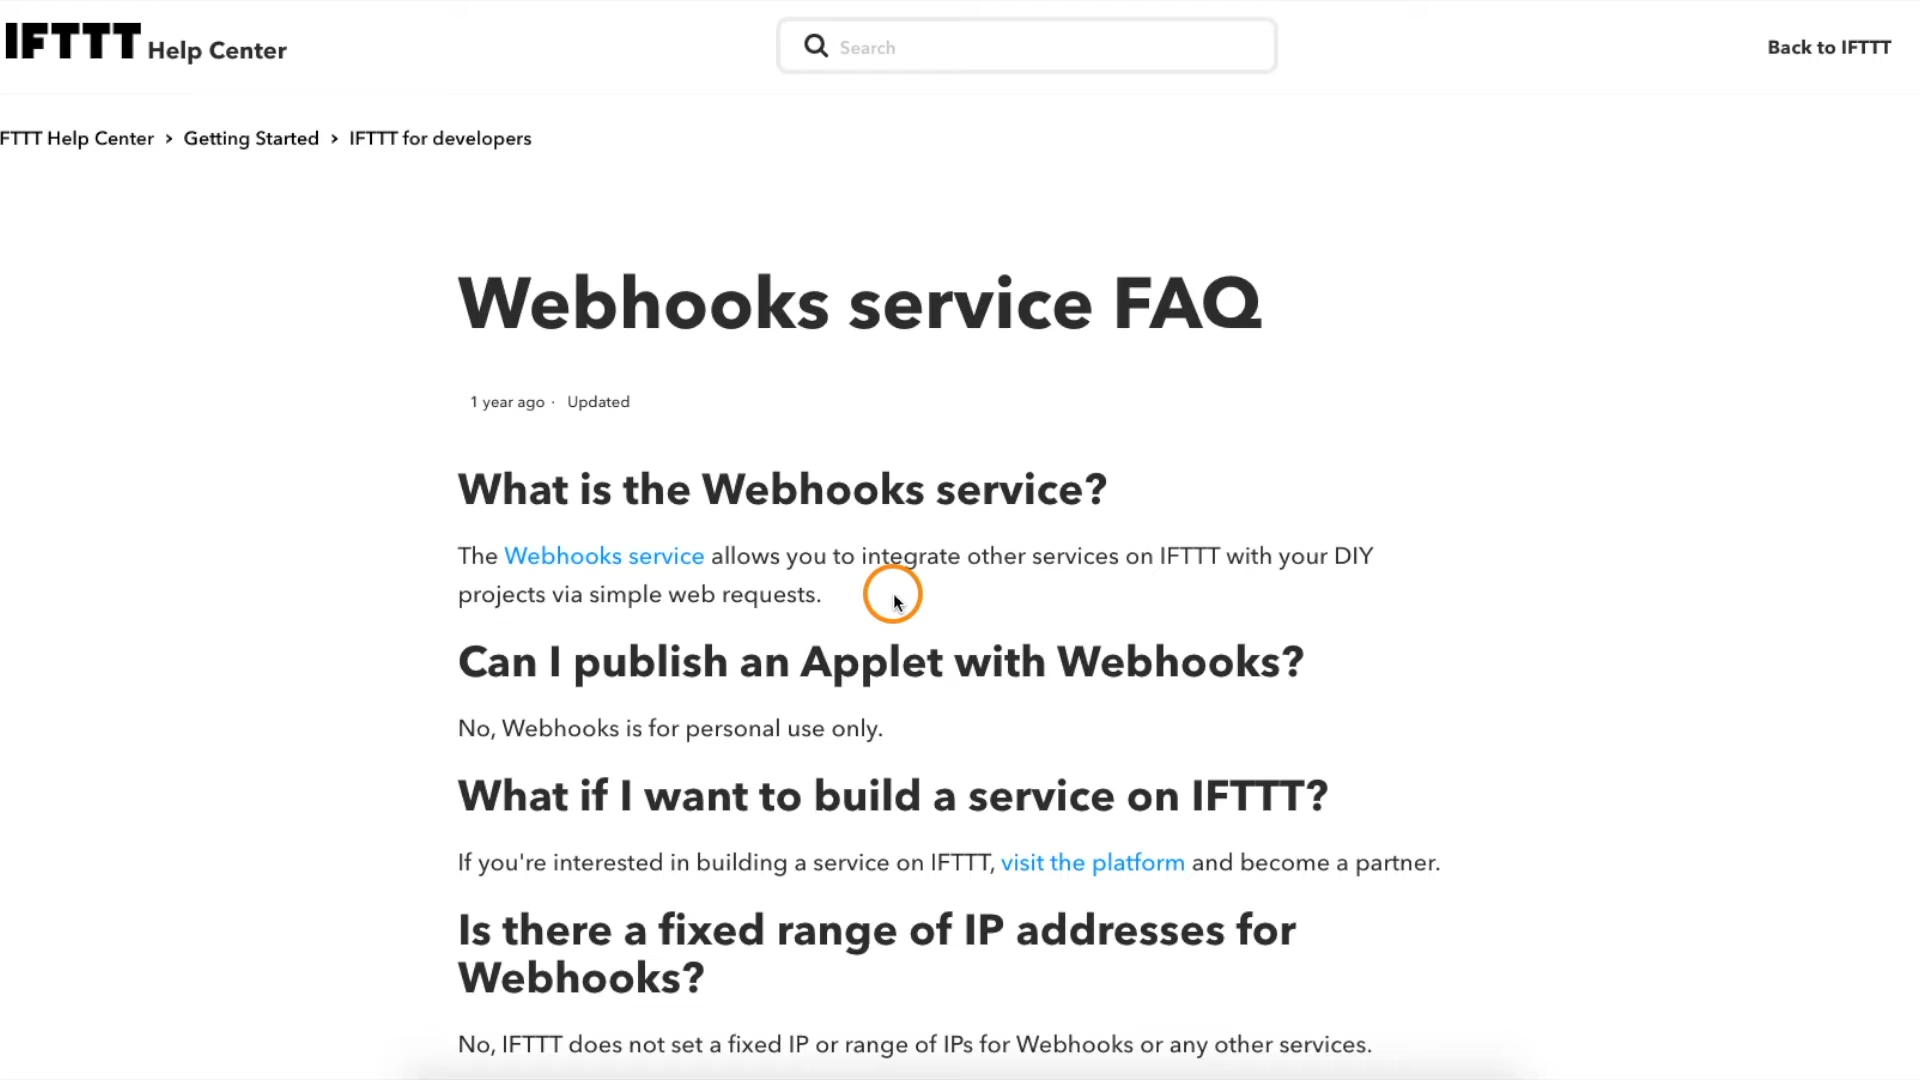 IFTTT Help Center
Search
Back to IFTTT
FTTT Help Center > Getting Started > IFTTT for developers
Webhooks service FAQ
1 year ago · Updated
What is the Webhooks service?
The Webhooks service allows you to integrate other services on IFTTT with your DIY
projects via simple web requests.
Can I publish an Applet with Webhooks?
No, Webhooks is for personal use only.
What if I want to build a service on IFTTT?
If you're interested in building a service on IFTTT, visit the platform and become a partner.
Is there a fixed range of IP addresses for
Webhooks?
No, IFTTT does not set a fixed IP or range of IPs for Webhooks or any other services.